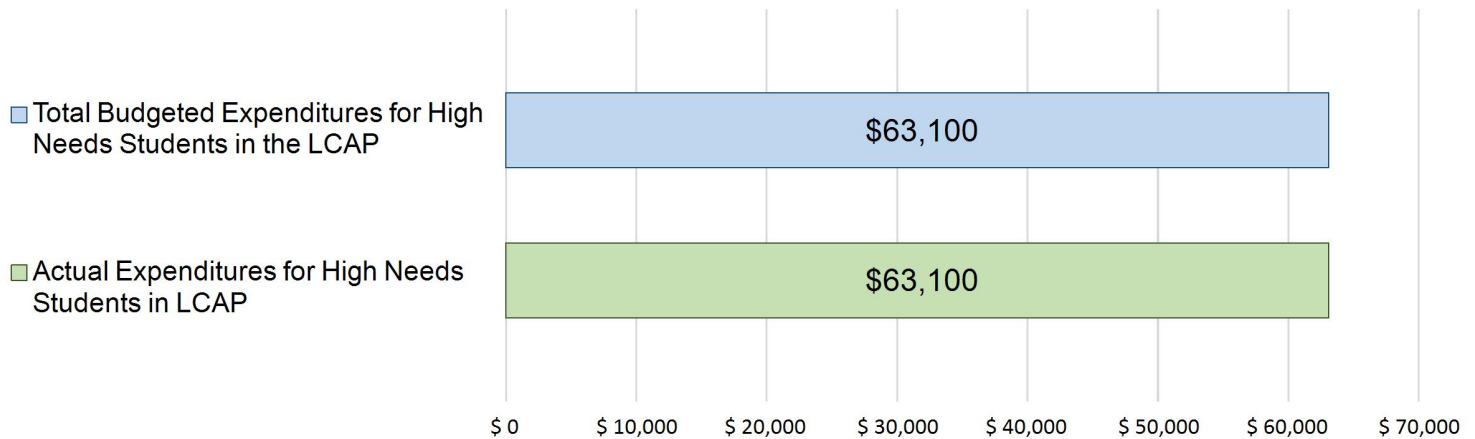 Total Budgeted Expenditures for High
Needs Students in the LCAP
$63,100
Actual Expenditures for High Needs
Students in LCAP
$63,100
$ 0
$ 10,000
$ 20,000
$ 30,000
$ 40,000
$ 50,000
$ 60,000
$ 70,000